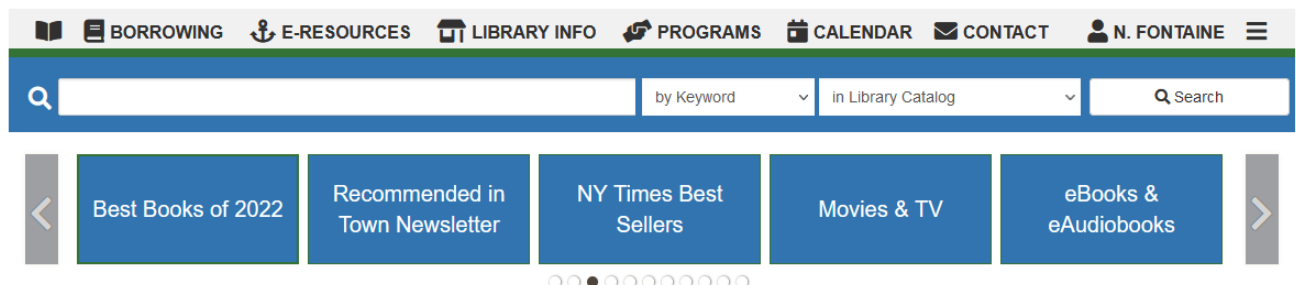 BORROWING E-RESOURCES LIBRARY INFO PROGRAMS CALENDAR CONTACT N. FONTAINE
by Keyword in Library Catalog Search
Best Books of 2022
Recommended in
Town Newsletter
NY Times Best
Sellers
Movies & TV
eBooks &
eAudiobooks